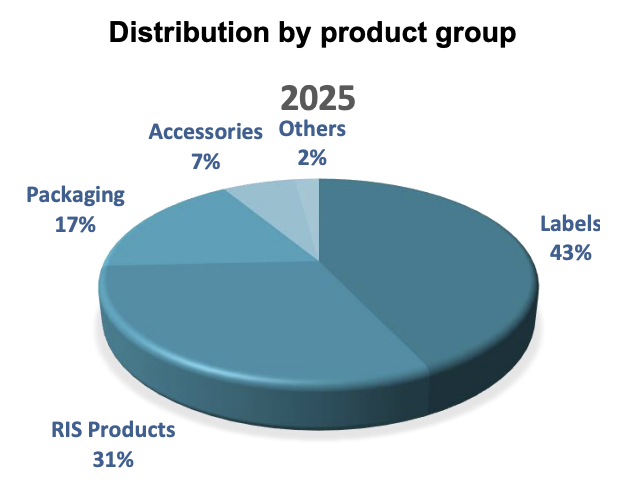 Distribution by product group
2025
Accessories
7%
Others
2%
Packaging
17%
Labels
43%
RIS Products
31%